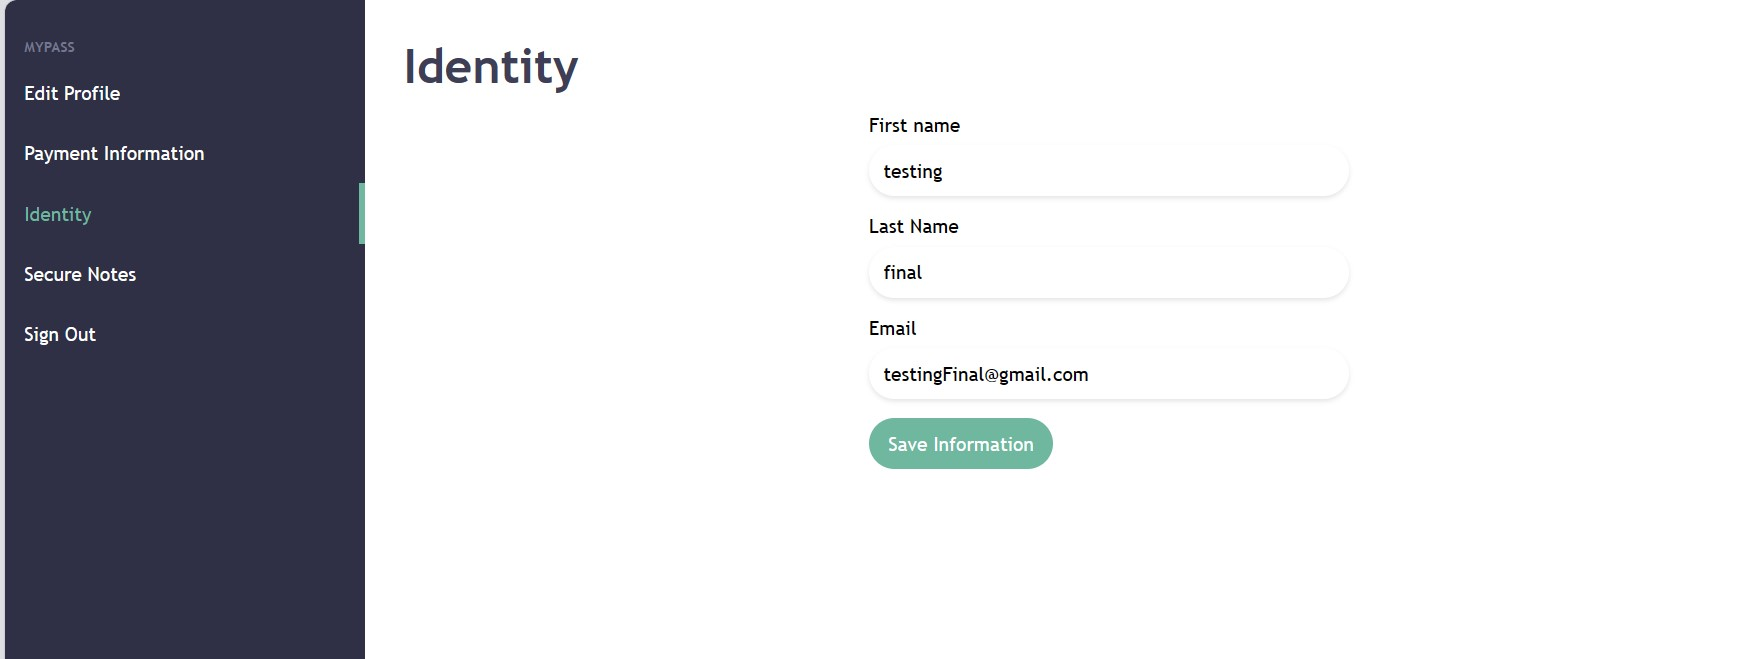 MYPASS
Edit Profile
Payment Information
Identity
Secure Notes
Sign Out
Identity
First name
testing
Last Name
final
Email
testingFinal@gmail.com
Save Information